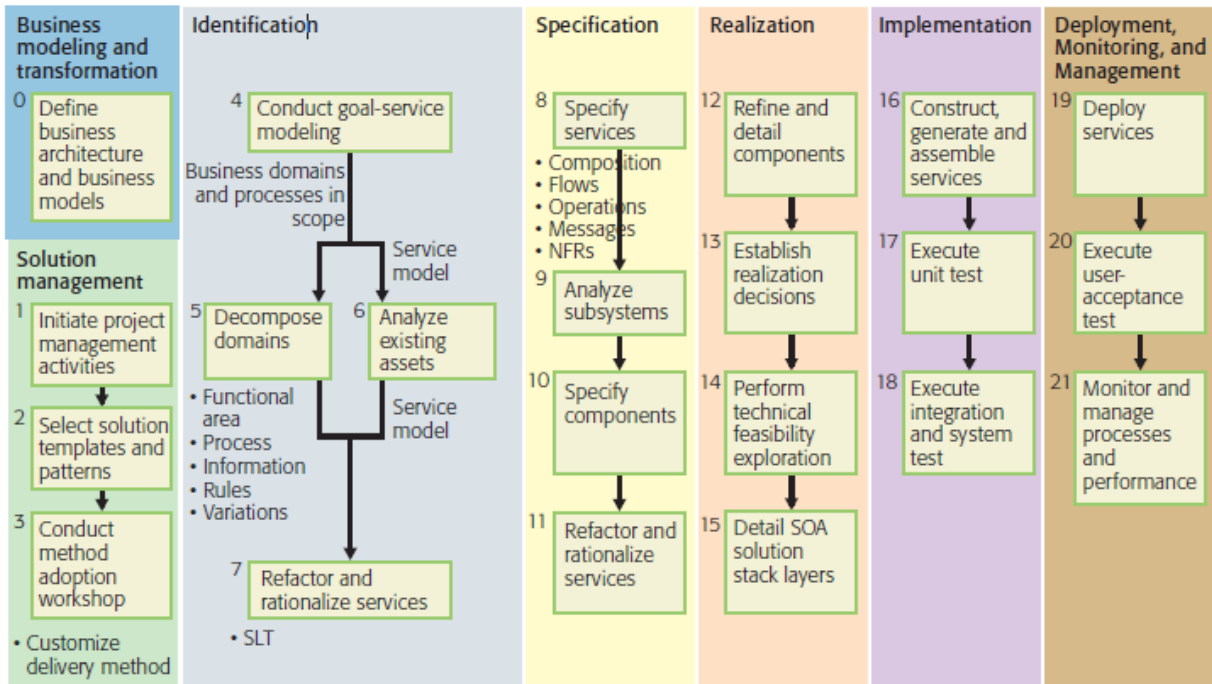 Business
modeling and
transformation
0
Define
business
architecture
and business
models
Solution
management
1
Initiate project
management
activities
2
Select solution
templates and
patterns
3
Conduct
method
adoption
workshop
• Customize
delivery method
Identification
4
Conduct goal-service
modeling
Business domains
and processes in
scope
Service
model
5
Decompose
domains
6
Analyze
existing
assets
• Functional
area
• Process
• Information
• Rules
• Variations
Service
model
7
Refactor and
rationalize services
• SLT
Specification
8
Specify
services
• Composition
• Flows
• Operations
• Messages
• NFRs
9
Analyze
subsystems
10
Specify
components
11
Refactor and
rationalize
services
Realization
12
Refine and
detail
components
13
Establish
realization
decisions
14
Perform
technical
feasibility
exploration
15
Detail SOA
solution
stack layers
Implementation
16
Construct,
generate and
assemble
services
17
Execute
unit test
18
Execute
integration
and system
test
Deployment,
Monitoring, and
Management
19
Deploy
services
20
Execute
user-
acceptance
test
21
Monitor and
manage
processes
and
performance